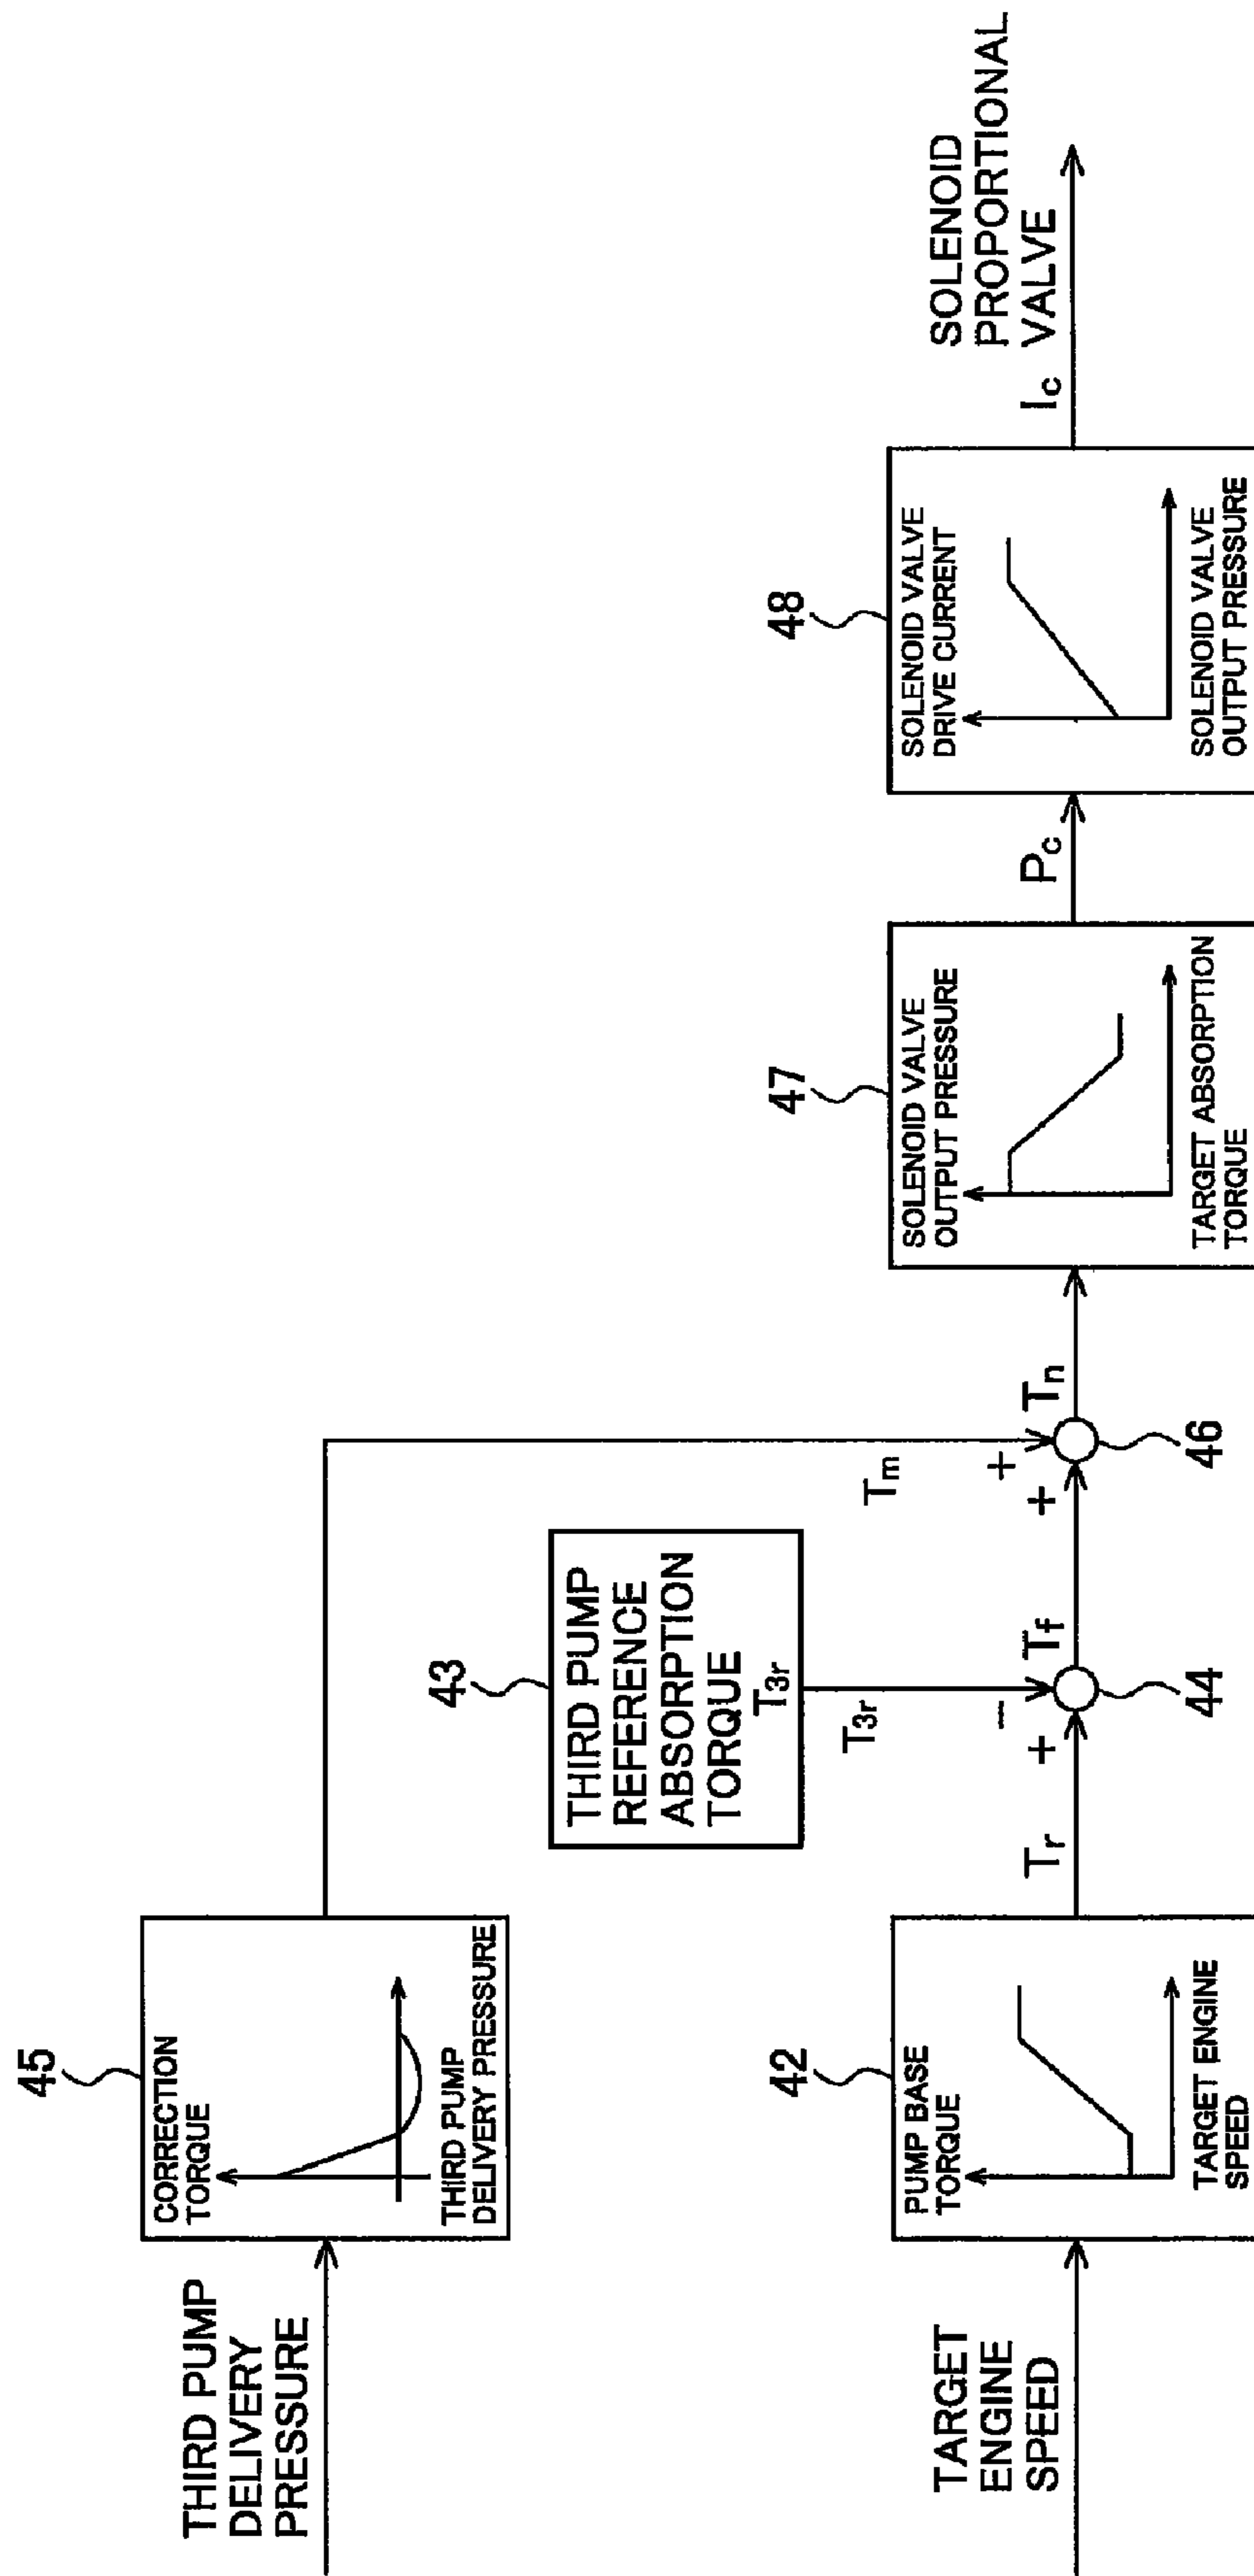 THIRD PUMP
DELIVERY
PRESSURE
45
CORRECTION
TORQUE
THIRD PUMP
DELIVERY PRESSURE
43
THIRD PUMP
REFERENCE
ABSORPTION
TORQUE
T3r
T3r
Tm
TARGET
ENGINE
SPEED
42
PUMP BASE
TORQUE
TARGET ENGINE
SPEED
Tr
+
−
44
Tf
+
+
46
Tn
47
SOLENOID VALVE
OUTPUT PRESSURE
TARGET ABSORPTION
TORQUE
Pc
48
SOLENOID VALVE
DRIVE CURRENT
SOLENOID VALVE
OUTPUT PRESSURE
Ic
SOLENOID
PROPORTIONAL
VALVE